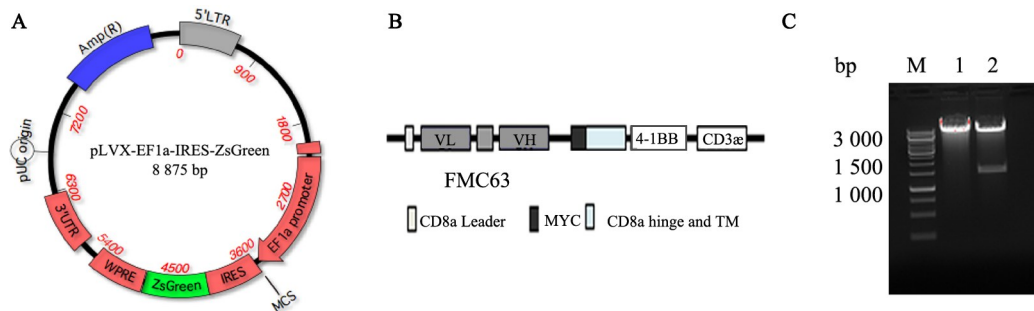 A
5'LTR
Amp(R)
0
900
1800
2700
3600
4500
5400
6300
7200
pUC origin
pLVX-EF1a-IRES-ZsGreen
8 875 bp
EF1a promoter
MCS
IRES
ZsGreen
WPRE
3'UTR
B
VL
VH
4-1BB
CD3æ
FMC63
CD8a Leader
MYC
CD8a hinge and TM
C
bp
M
1
2
3 000
1 500
1 000